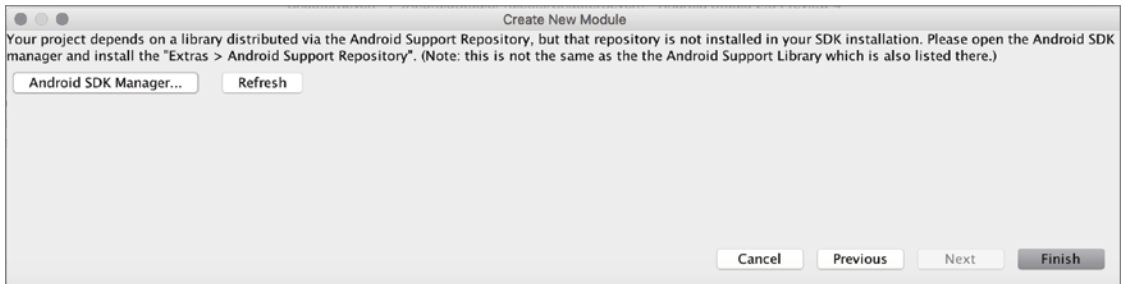 Create New Module
Your project depends on a library distributed via the Android Support Repository, but that repository is not installed in your SDK installation. Please open the Android SDK
manager and install the "Extras > Android Support Repository". (Note: this is not the same as the the Android Support Library which is also listed there.)
Android SDK Manager... Refresh
Cancel Previous Next Finish